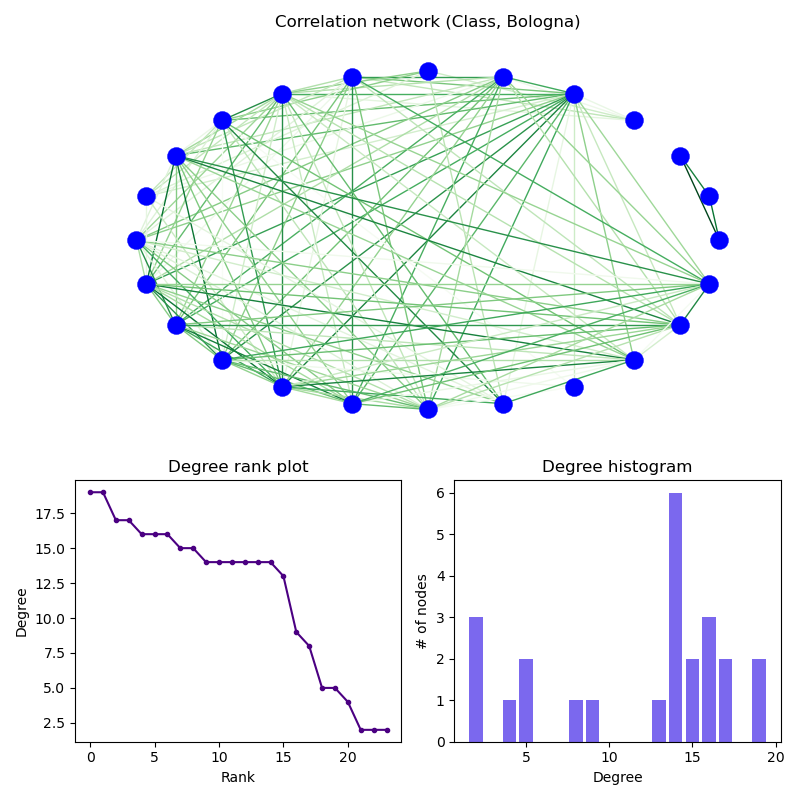 Correlation network (Class, Bologna)
Degree rank plot
Degree
17.5
15.0
12.5
10.0
7.5
5.0
2.5
0 5 10 15 20
Rank
Degree histogram
# of nodes
6
5
4
3
2
1
0
5 10 15 20
Degree